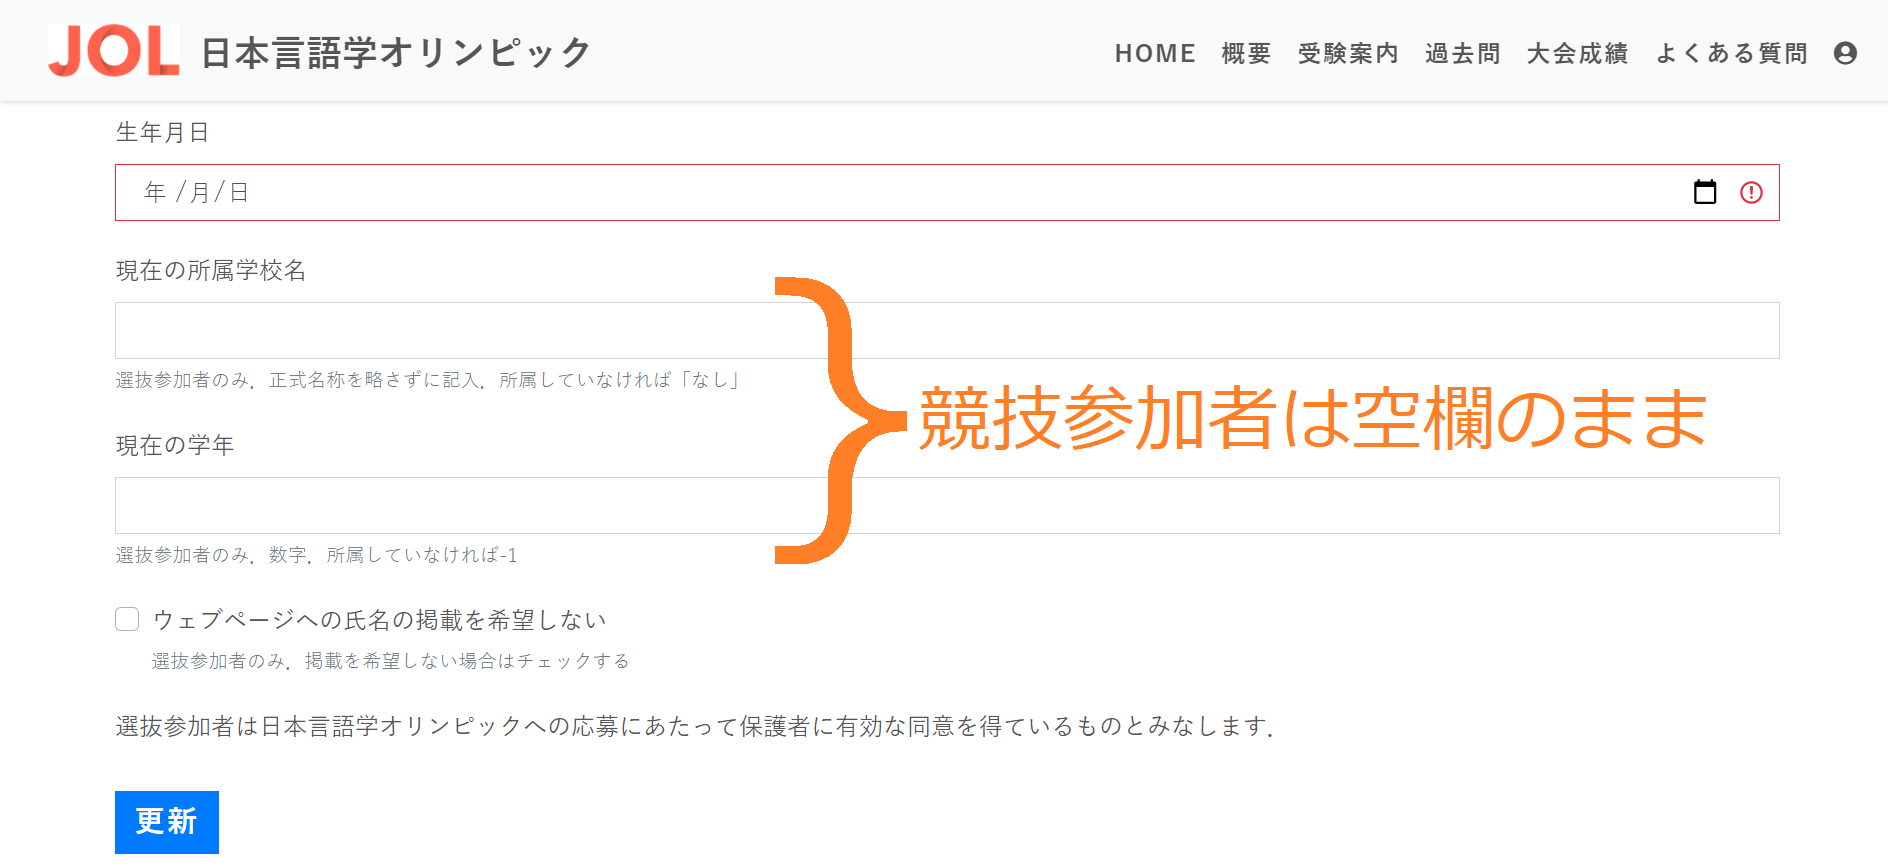 JOL 日本言語学オリンピック HOME 概要 受験案内 過去問 大会成績 よくある質問
生年月日
年 /月/日
現在の所属学校名
選抜参加者のみ．正式名称を略さずに記入．所属していなければ「なし」
競技参加者は空欄のまま
現在の学年
選抜参加者のみ．数字．所属していなければ-1
ウェブページへの氏名の掲載を希望しない
選抜参加者のみ．掲載を希望しない場合はチェックする
選抜参加者は日本言語学オリンピックへの応募にあたって保護者に有効な同意を得ているものとみなします．
更新